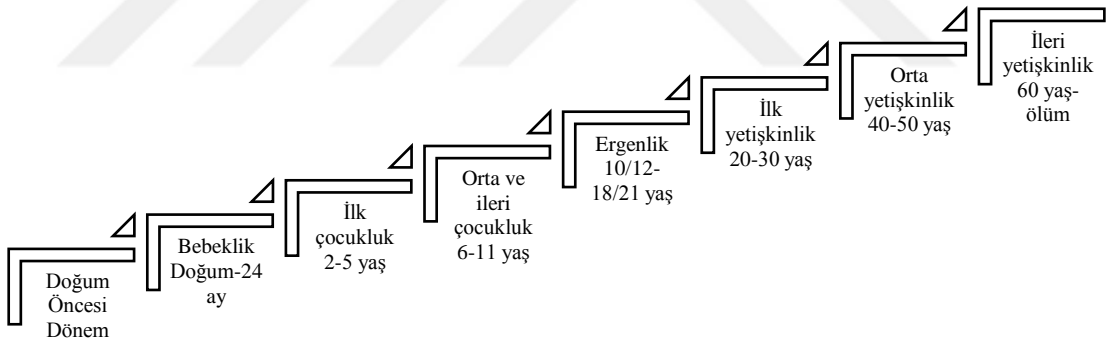 Doğum
Öncesi
Dönem
Bebeklik
Doğum-24
ay
İlk
çocukluk
2-5 yaş
Orta ve
ileri
çocukluk
6-11 yaş
Ergenlik
10/12-
18/21 yaş
İlk
yetişkinlik
20-30 yaş
Orta
yetişkinlik
40-50 yaş
İleri
yetişkinlik
60 yaş-
ölüm